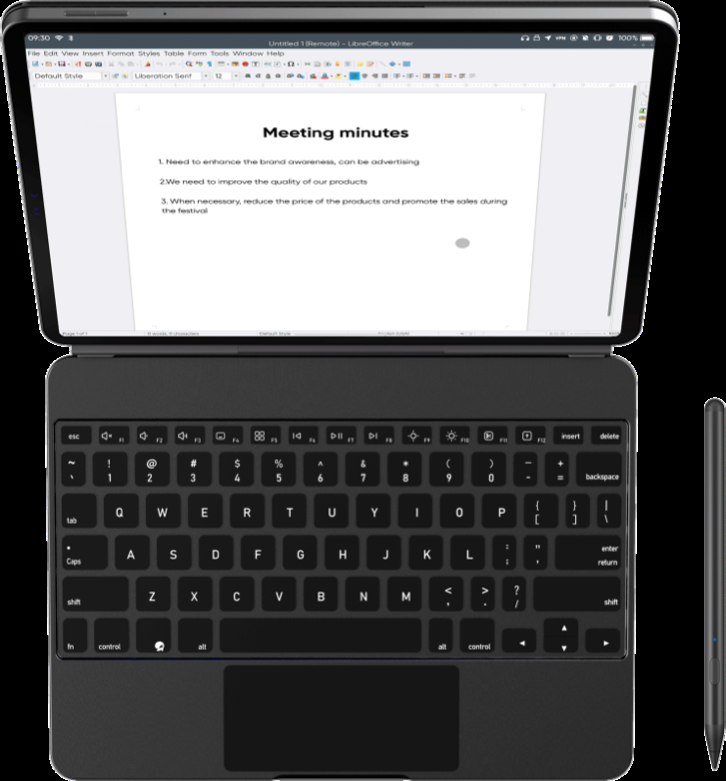 09:30
100%
Untitled 1 (Remote) - LibreOffice Writer
File Edit View Insert Format Styles Table Form Tools Window Help
Default Style Liberation Serif 12
Meeting minutes
1. Need to enhance the brand awareness, can be advertising
2.We need to improve the quality of our products
3. When necessary, reduce the price of the products and promote the sales during
the festival
Page 1 of 1 0 words, 0 characters Default Style
esc F1 F2 F3 F4 F5 F6 F7 F8 F9 F10 F11 F12 insert delete
~ ! @ # $ % ^ & * ( ) _ +
` 1 2 3 4 5 6 7 8 9 0 - = backspace
tab Q W E R T Y U I O P { [ } ] | \
Caps A S D F G H J K L : ; " ' enter
return
shift Z X C V B N M < , > . ? / shift
fn control alt alt control